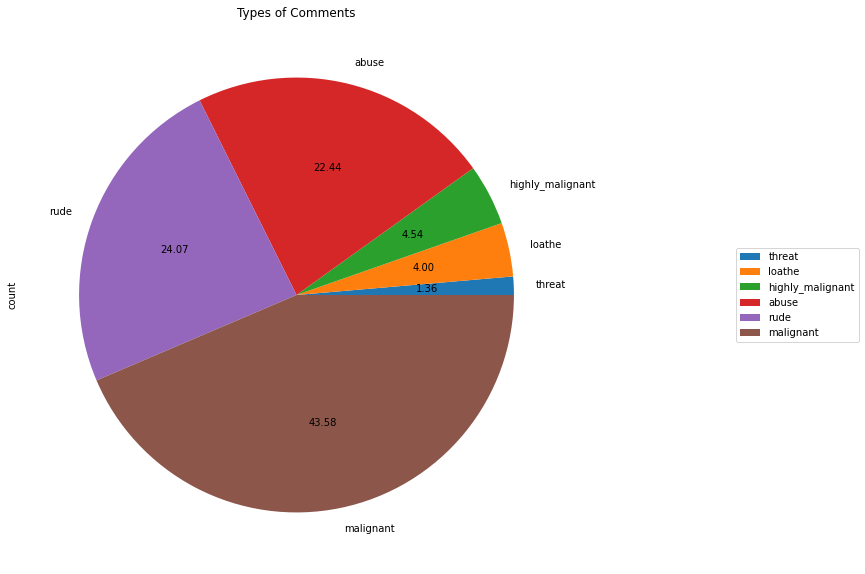 Types of Comments
abuse
22.44
highly_malignant
rude
4.54
24.07
loathe
4.00
threat
1.36
count
43.58
malignant
threat
loathe
highly_malignant
abuse
rude
malignant